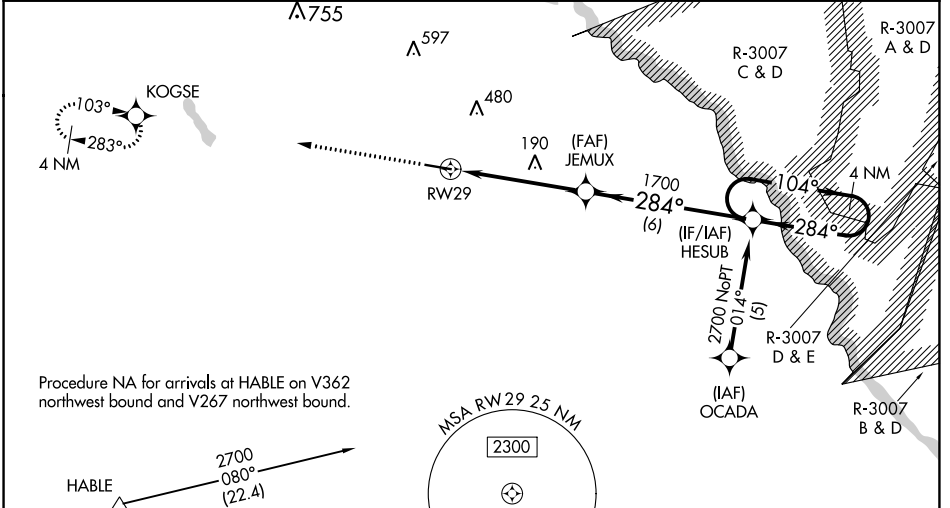 755
597
480
190
KOGSE
103°
283°
4 NM
RW29
(FAF)
JEMUX
1700
284°
(6)
(IF/IAF)
HESUB
104°
4 NM
284°
R-3007
C & D
R-3007
A & D
2700 NoPT
014°
(5)
R-3007
D & E
(IAF)
OCADA
R-3007
B & D
Procedure NA for arrivals at HABLE on V362
northwest bound and V267 northwest bound.
HABLE
2700
080°
(22.4)
MSA RW 29 25 NM
2300